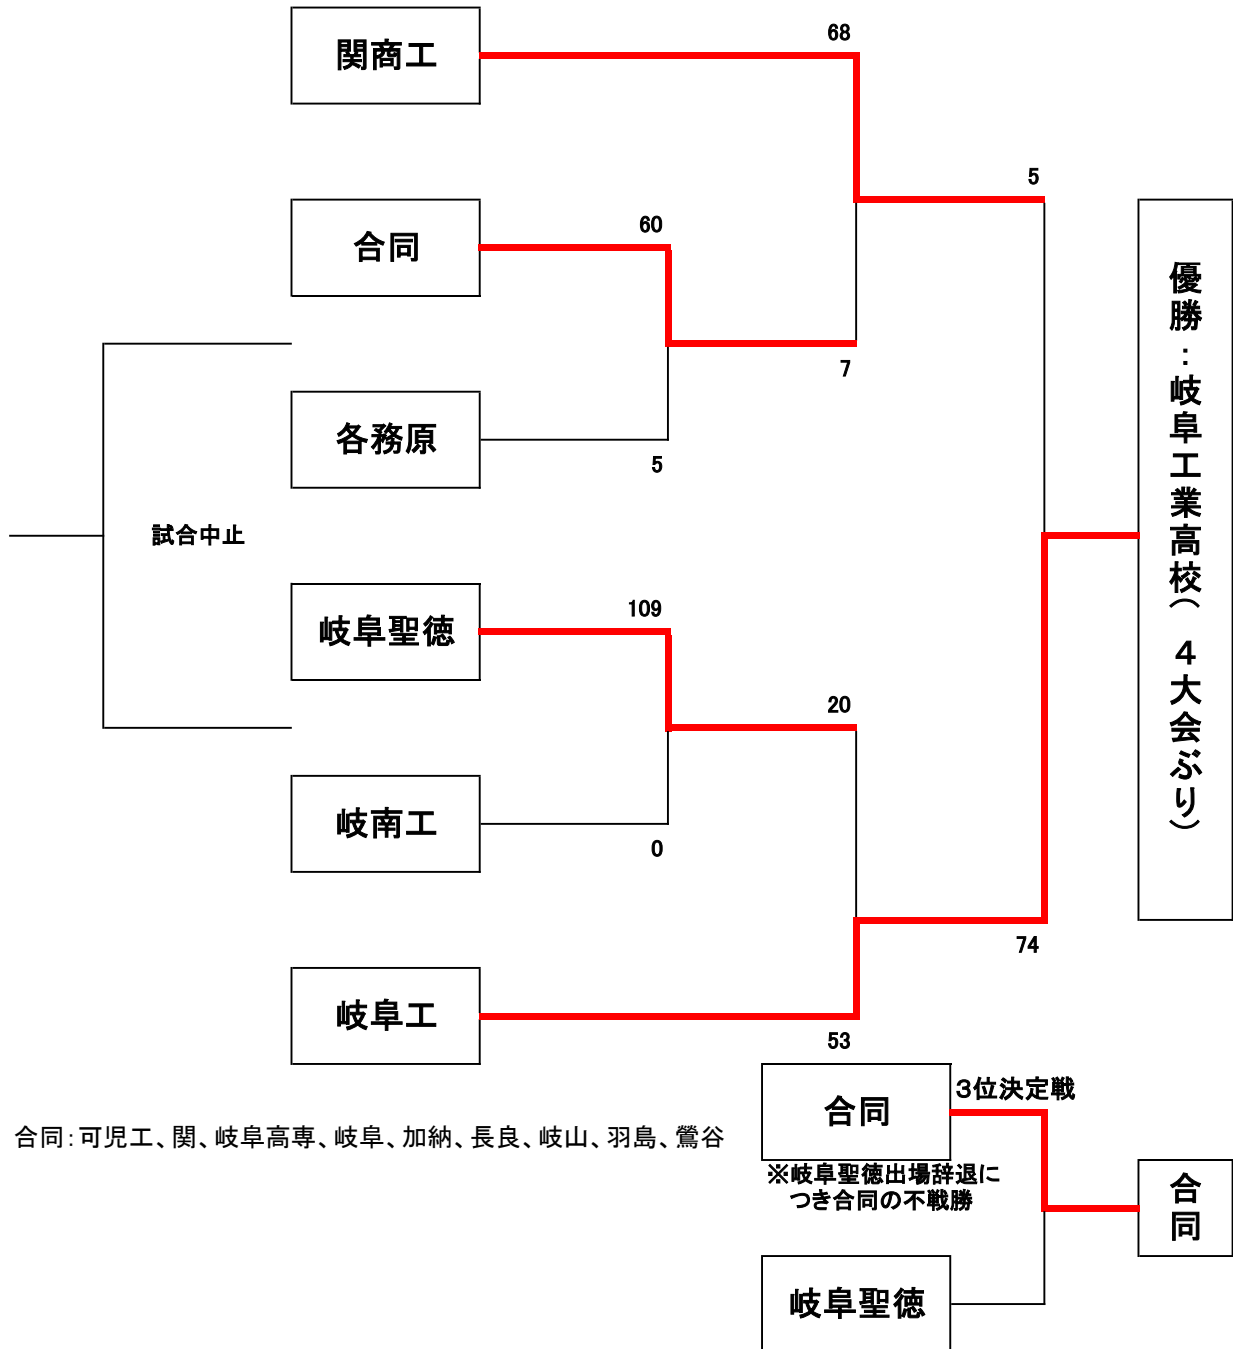 関商工
68
5
合同
60
7
各務原
5
試合中止
岐阜聖徳
109
20
岐南工
0
74
岐阜工
53
優勝：岐阜工業高校（　４大会ぶり）
合同：可児工、関、岐阜高専、岐阜、加納、長良、岐山、羽島、鶯谷
合同
３位決定戦
※岐阜聖徳出場辞退に
つき合同の不戦勝
合同
岐阜聖徳